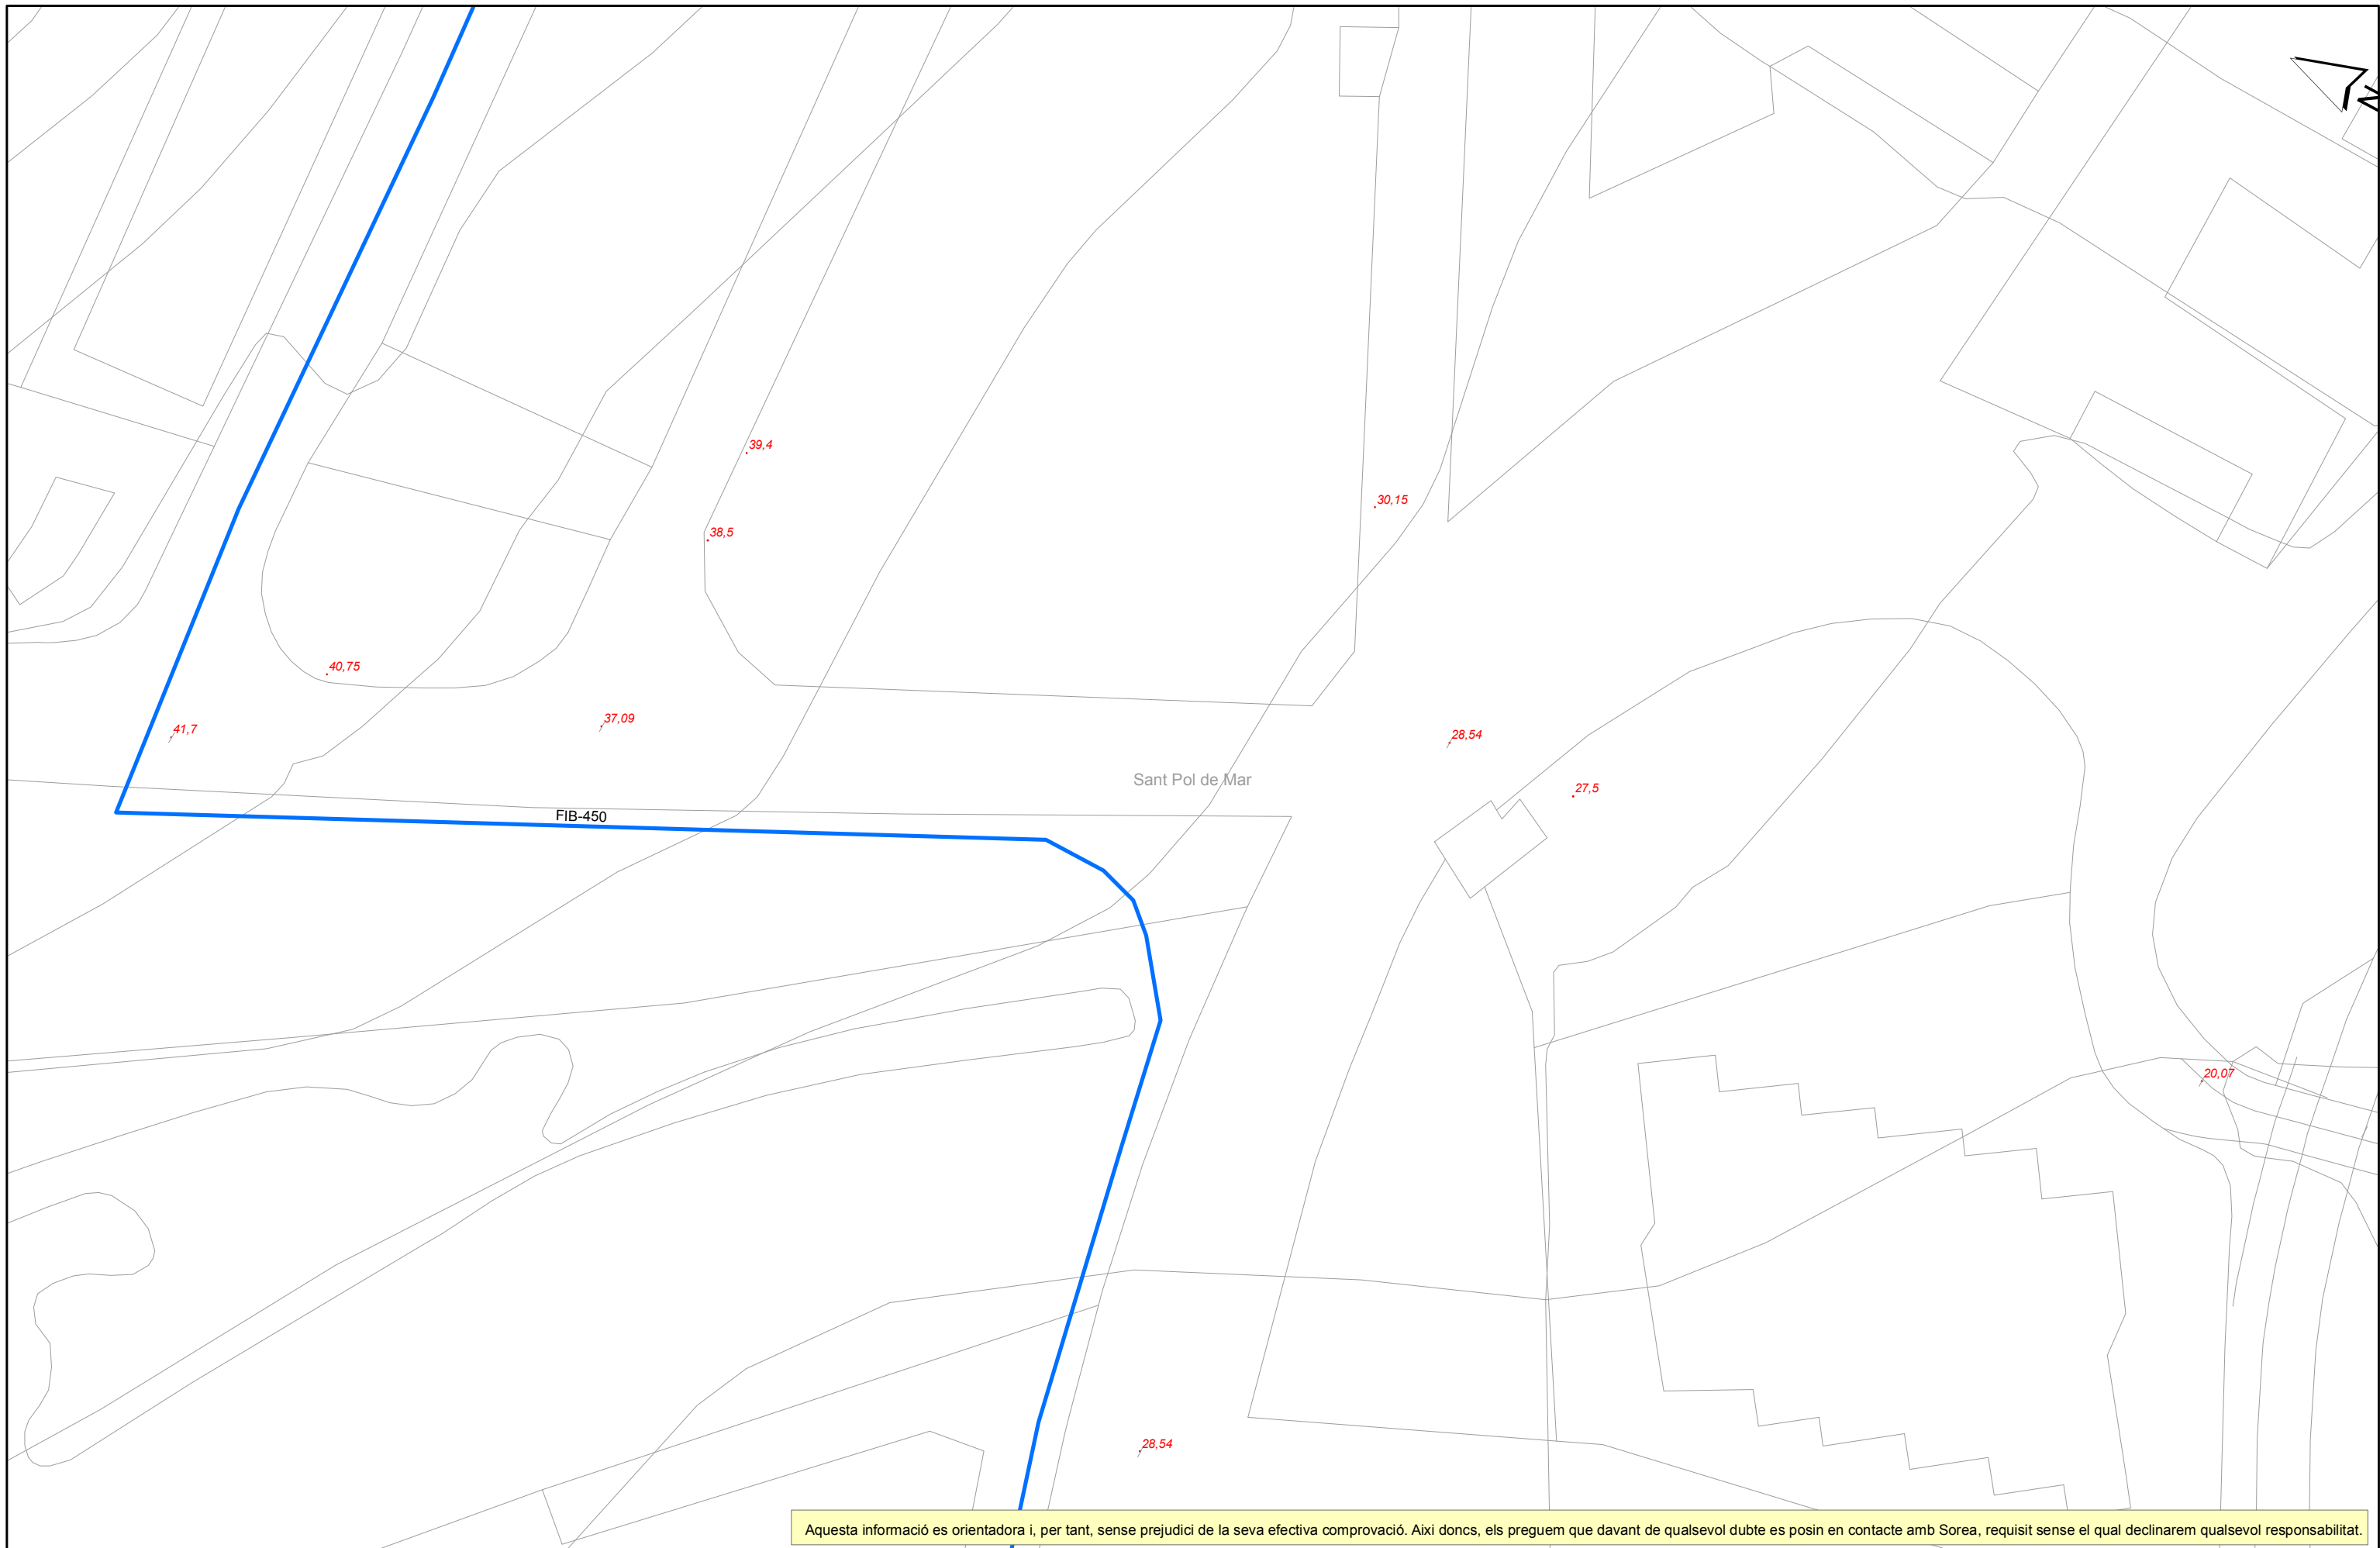 N
39,4
30,15
38,5
40,75
37,09
41,7
28,54
Sant Pol de Mar
27,5
FIB-450
20,07
28,54
Aquesta informació es orientadora i, per tant, sense prejudici de la seva efectiva comprovació. Aixi doncs, els preguem que davant de qualsevol dubte es posin en contacte amb Sorea, requisit sense el qual declinarem qualsevol responsabilitat.